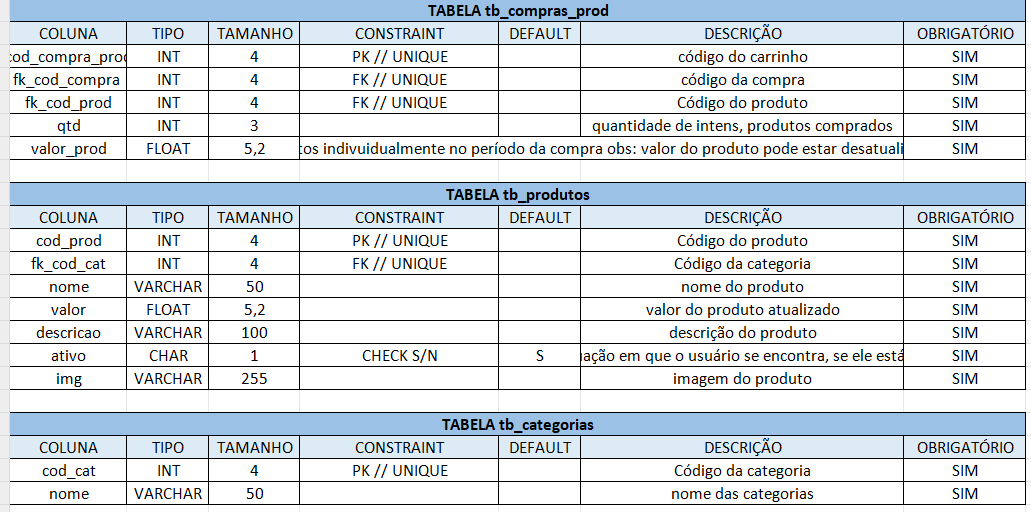 TABELA tb_compras_prod
COLUNA TIPO TAMANHO CONSTRAINT DEFAULT DESCRIÇÃO OBRIGATÓRIO
cod_compra_prod INT 4 PK // UNIQUE código do carrinho SIM
fk_cod_compra INT 4 FK // UNIQUE código da compra SIM
fk_cod_prod INT 4 FK // UNIQUE Código do produto SIM
qtd INT 3 quantidade de intens, produtos comprados SIM
valor_prod FLOAT 5,2 indivuidualmente no período da compra obs: valor do produto pode estar SIM
TABELA tb_produtos
COLUNA TIPO TAMANHO CONSTRAINT DEFAULT DESCRIÇÃO OBRIGATÓRIO
cod_prod INT 4 PK // UNIQUE Código do produto SIM
fk_cod_cat INT 4 FK // UNIQUE Código da categoria SIM
nome VARCHAR 50 nome do produto SIM
valor FLOAT 5,2 valor do produto atualizado SIM
descricao VARCHAR 100 descrição do produto SIM
ativo CHAR 1 CHECK S/N S em que o usuário se encontra, se ele está SIM
img VARCHAR 255 imagem do produto SIM
TABELA tb_categorias
COLUNA TIPO TAMANHO CONSTRAINT DEFAULT DESCRIÇÃO OBRIGATÓRIO
cod_cat INT 4 PK // UNIQUE Código da categoria SIM
nome VARCHAR 50 nome das categorias SIM